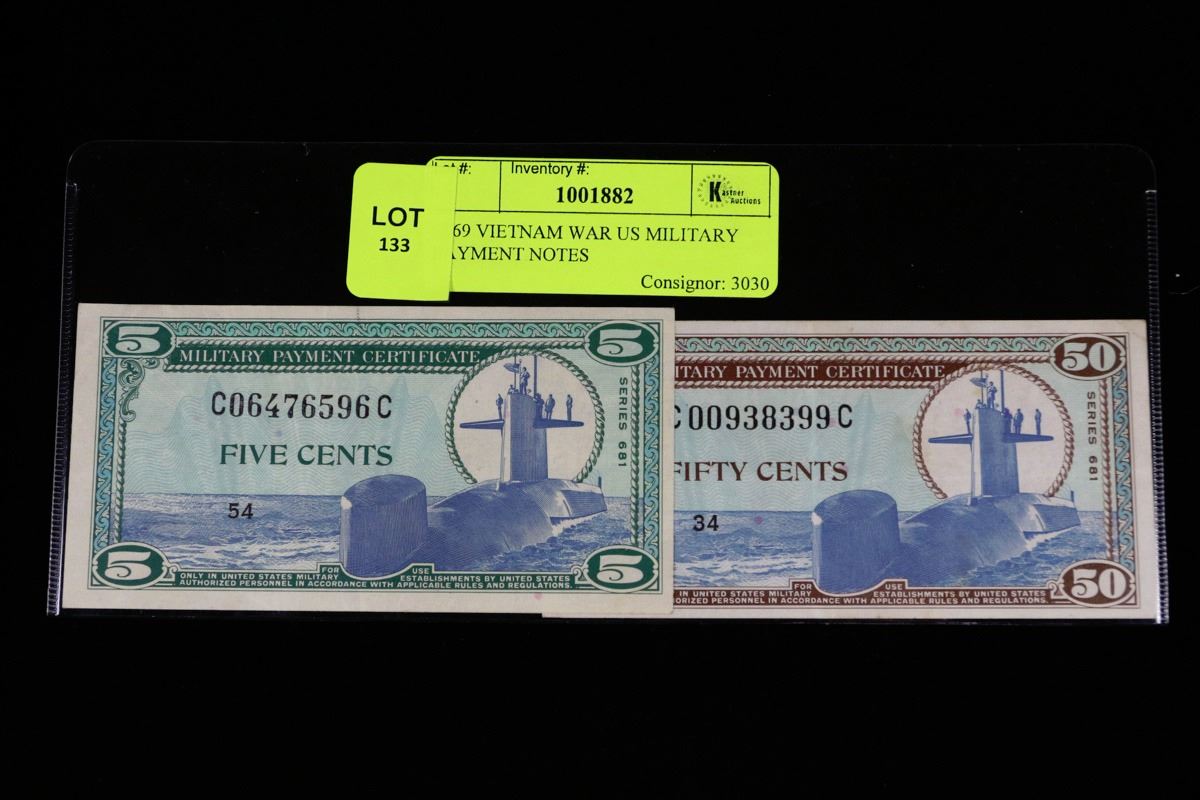 LOT
133
#:
Inventory #:
1001882
Kastner
Auctions
69 VIETNAM WAR US MILITARY
AYMENT NOTES
Consignor: 3030
5
5
MILITARY PAYMENT CERTIFICATE
C06476596C
SERIES 681
FIVE CENTS
54
5
5
ONLY IN UNITED STATES MILITARY FOR USE ESTABLISHMENTS BY UNITED STATES
AUTHORIZED PERSONNEL IN ACCORDANCE WITH APPLICABLE RULES AND REGULATIONS.
50
ITARY PAYMENT CERTIFICATE
C00938399C
SERIES 681
FIFTY CENTS
34
50
IN UNITED STATES MILITARY FOR USE ESTABLISHMENTS BY UNITED STATES
HORIZED PERSONNEL IN ACCORDANCE WITH APPLICABLE RULES AND REGULATIONS.